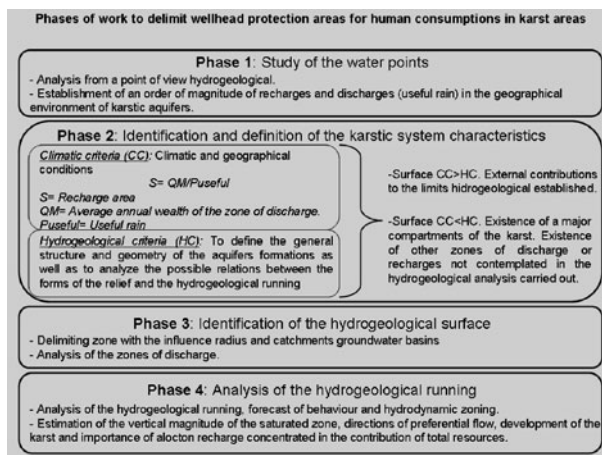 Phases of work to delimit wellhead protection areas for human consumptions in karst areas
Phase 1: Study of the water points
- Analysis from a point of view hydrogeological.
- Establishment of an order of magnitude of recharges and discharges (useful rain) in the geographical
environment of karstic aquifers.
Phase 2: Identification and definition of the karstic system characteristics
Climatic criteria (CC): Climatic and geographical
conditions
S= QM/Puseful
S= Recharge area
QM= Average annual wealth of the zone of discharge.
Puseful= Useful rain
Hydrogeological criteria (HC): To define the general
structure and geometry of the aquifers formations as
well as to analyze the possible relations between the
forms of the relief and the hydrogeological running
-Surface CC>HC. External contributions
to the limits hidrogeological established.
-Surface CC<HC. Existence of a major
compartments of the karst. Existence
of other zones of discharge or
recharges not contemplated in the
hydrogeological analysis carried out.
Phase 3: Identification of the hydrogeological surface
- Delimiting zone with the influence radius and catchments groundwater basins
- Analysis of the zones of discharge.
Phase 4: Analysis of the hydrogeological running
- Analysis of the hydrogeological running, forecast of behaviour and hydrodynamic zoning.
- Estimation of the vertical magnitude of the saturated zone, directions of preferential flow, development of the
karst and importance of alocton recharge concentrated in the contribution of total resources.